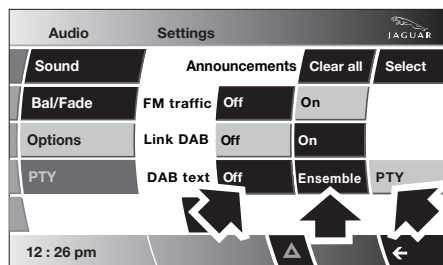 Audio Settings JAGUAR
Sound Announcements Clear all Select
Bal/Fade FM traffic Off On
Options Link DAB Off On
PTY DAB text Off Ensemble PTY
12 : 26 pm